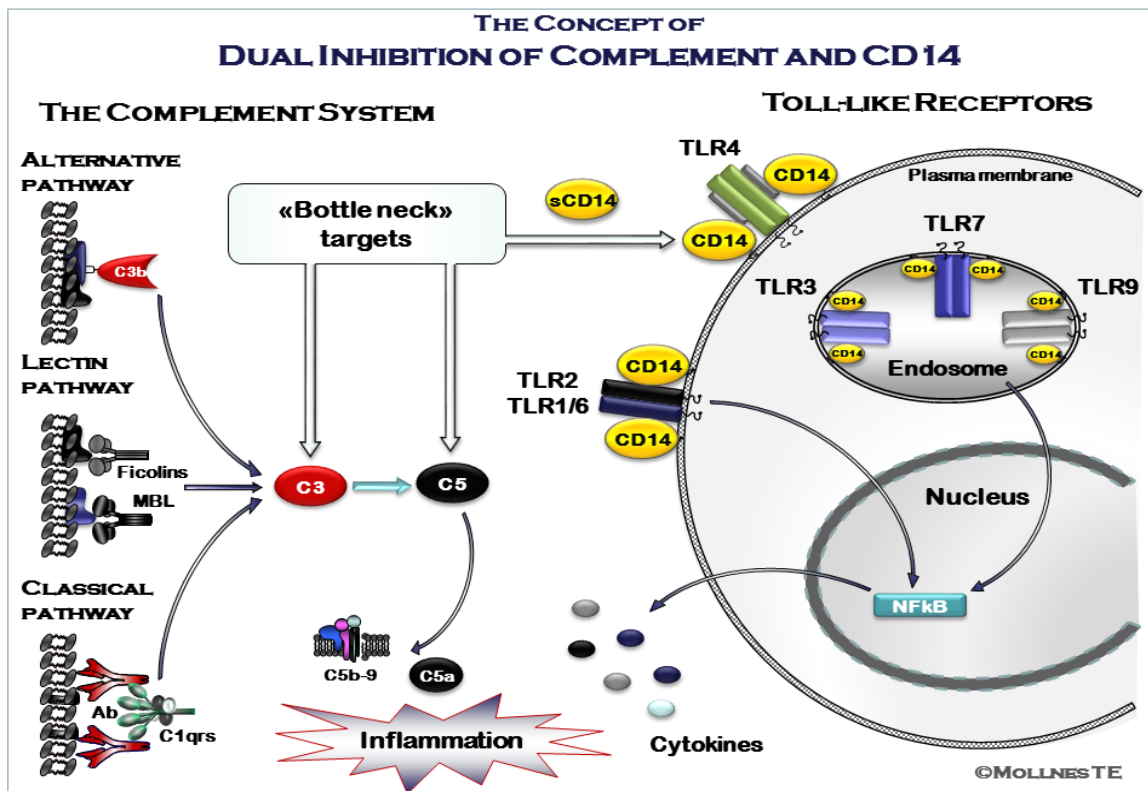 The Concept of
Dual Inhibition of Complement and CD14
The Complement System
Toll-like Receptors
Alternative
pathway
C3b
Lectin
pathway
Ficolins
MBL
Classical
pathway
Ab
C1qrs
«Bottle neck»
targets
C3
C5
C5b-9
C5a
Inflammation
sCD14
TLR4
CD14
CD14
Plasma membrane
TLR7
CD14
CD14
TLR3
CD14
CD14
TLR9
CD14
CD14
Endosome
TLR2
TLR1/6
CD14
CD14
Nucleus
NFkB
Cytokines
©Mollnes TE